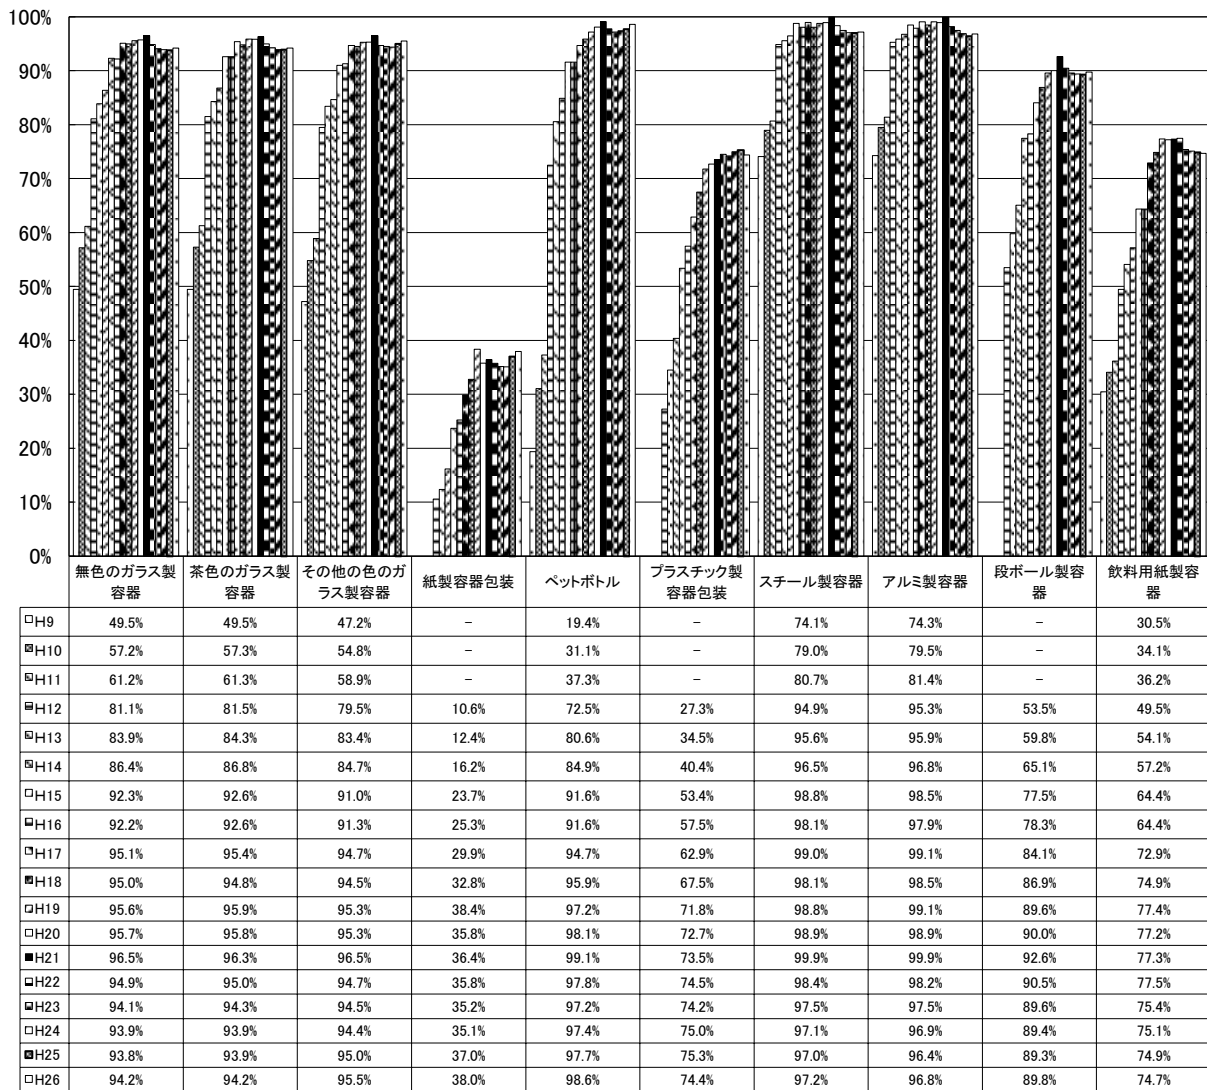 100%
90%
80%
70%
60%
50%
40%
30%
20%
10%
0%
無色のガラス製容器 茶色のガラス製容器 その他の色のガラス製容器 紙製容器包装 ペットボトル プラスチック製容器包装 スチール製容器 アルミ製容器 段ボール製容器 飲料用紙製容器
H9 49.5% 49.5% 47.2% － 19.4% － 74.1% 74.3% － 30.5%
H10 57.2% 57.3% 54.8% － 31.1% － 79.0% 79.5% － 34.1%
H11 61.2% 61.3% 58.9% － 37.3% － 80.7% 81.4% － 36.2%
H12 81.1% 81.5% 79.5% 10.6% 72.5% 27.3% 94.9% 95.3% 53.5% 49.5%
H13 83.9% 84.3% 83.4% 12.4% 80.6% 34.5% 95.6% 95.9% 59.8% 54.1%
H14 86.4% 86.8% 84.7% 16.2% 84.9% 40.4% 96.5% 96.8% 65.1% 57.2%
H15 92.3% 92.6% 91.0% 23.7% 91.6% 53.4% 98.8% 98.5% 77.5% 64.4%
H16 92.2% 92.6% 91.3% 25.3% 91.6% 57.5% 98.1% 97.9% 78.3% 64.4%
H17 95.1% 95.4% 94.7% 29.9% 94.7% 62.9% 99.0% 99.1% 84.1% 72.9%
H18 95.0% 94.8% 94.5% 32.8% 95.9% 67.5% 98.1% 98.5% 86.9% 74.9%
H19 95.6% 95.9% 95.3% 38.4% 97.2% 71.8% 98.8% 99.1% 89.6% 77.4%
H20 95.7% 95.8% 95.3% 35.8% 98.1% 72.7% 98.9% 98.9% 90.0% 77.2%
H21 96.5% 96.3% 96.5% 36.4% 99.1% 73.5% 99.9% 99.9% 92.6% 77.3%
H22 94.9% 95.0% 94.7% 35.8% 97.8% 74.5% 98.4% 98.2% 90.5% 77.5%
H23 94.1% 94.3% 94.5% 35.2% 97.2% 74.2% 97.5% 97.5% 89.6% 75.4%
H24 93.9% 93.9% 94.4% 35.1% 97.4% 75.0% 97.1% 96.9% 89.4% 75.1%
H25 93.8% 93.9% 95.0% 37.0% 97.7% 75.3% 97.0% 96.4% 89.3% 74.9%
H26 94.2% 94.2% 95.5% 38.0% 98.6% 74.4% 97.2% 96.8% 89.8% 74.7%